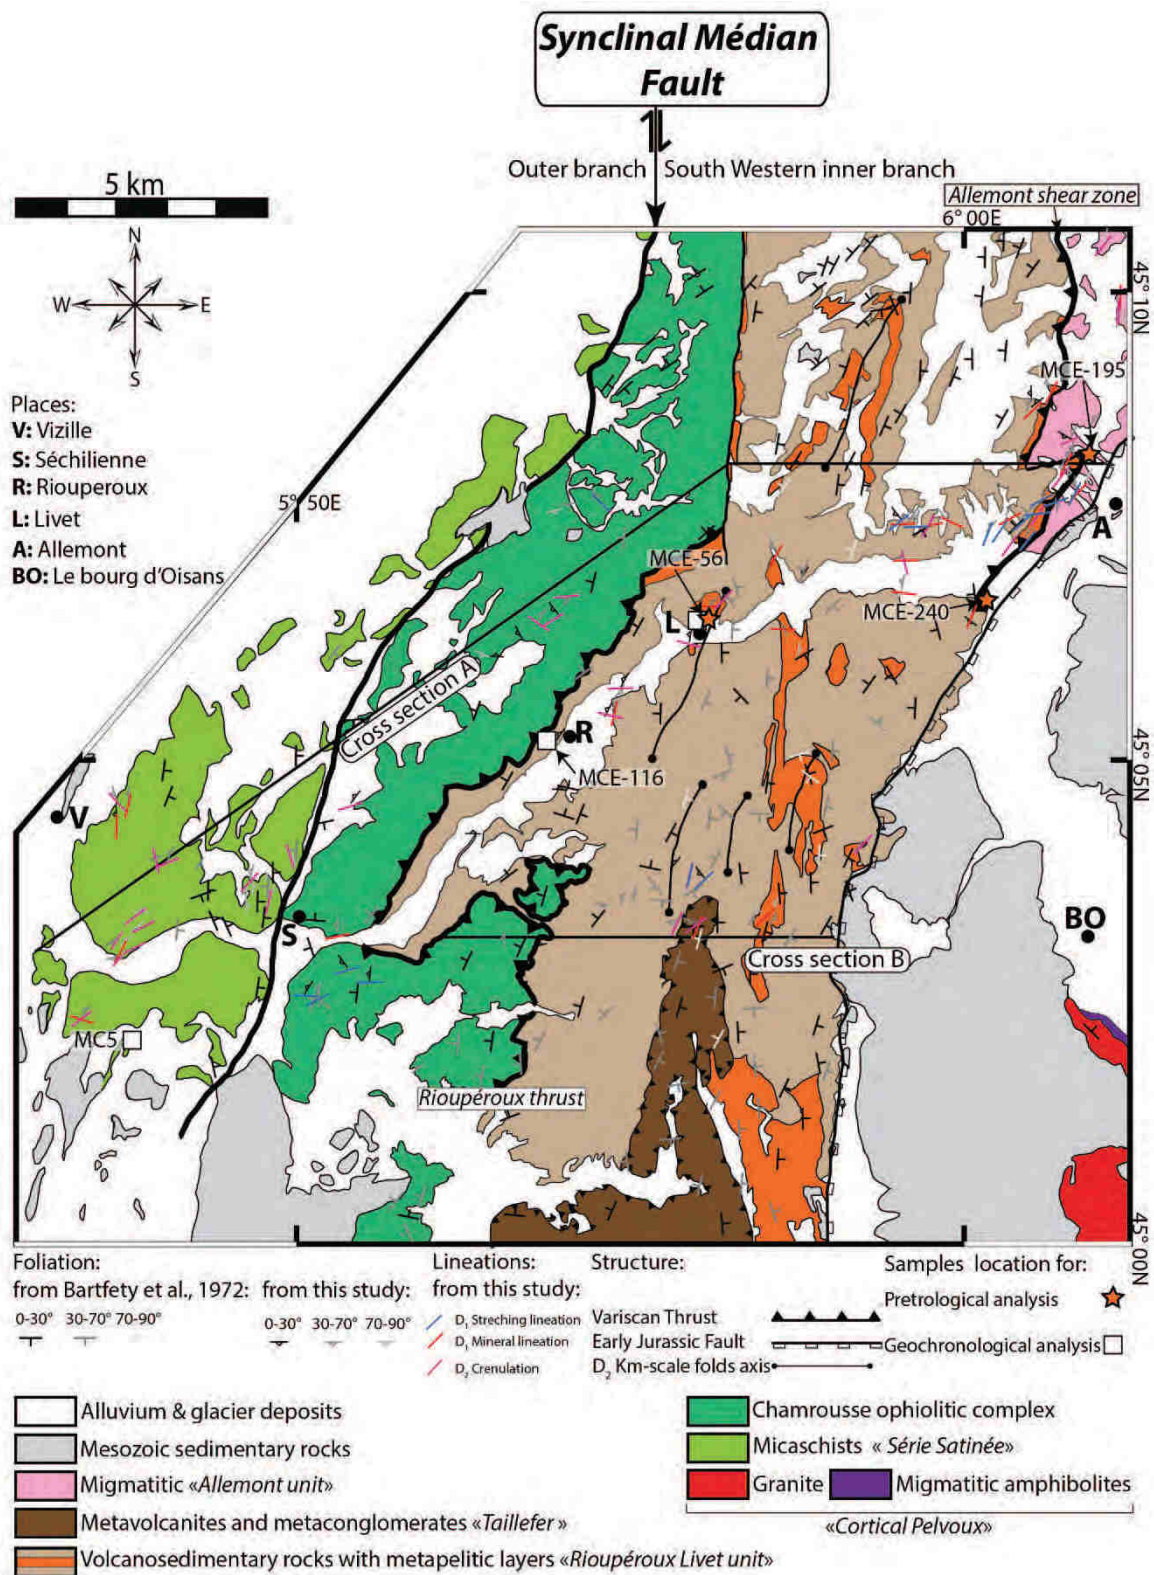 Synclinal Médian
Fault
Outer branch
South Western inner branch
5 km
Allemont shear zone
6° 00E
N
W
E
S
45° 10N
MCE-195
Places:
V: Vizille
S: Séchilienne
R: Riouperoux
L: Livet
A: Allemont
BO: Le bourg d'Oisans
5° 50E
A
MCE-56
MCE-240
L
Cross section A
R
MCE-116
45° 05N
V
S
BO
Cross section B
MC5
Rioupéroux thrust
45° 00N
Foliation:
from Bartfety et al., 1972:
from this study:
0-30° 30-70° 70-90°
0-30° 30-70° 70-90°
Lineations:
from this study:
D1 Streching lineation
D1 Mineral lineation
D2 Crenulation
Structure:
Variscan Thrust
Early Jurassic Fault
D2 Km-scale folds axis
Samples location for:
Pretrological analysis
Geochronological analysis
Alluvium & glacier deposits
Mesozoic sedimentary rocks
Migmatitic «Allemont unit»
Metavolcanites and metaconglomerates «Taillefer »
Volcanosedimentary rocks with metapelitic layers «Rioupéroux Livet unit»
Chamrousse ophiolitic complex
Micaschists « Série Satinée»
Granite
Migmatitic amphibolites
«Cortical Pelvoux»